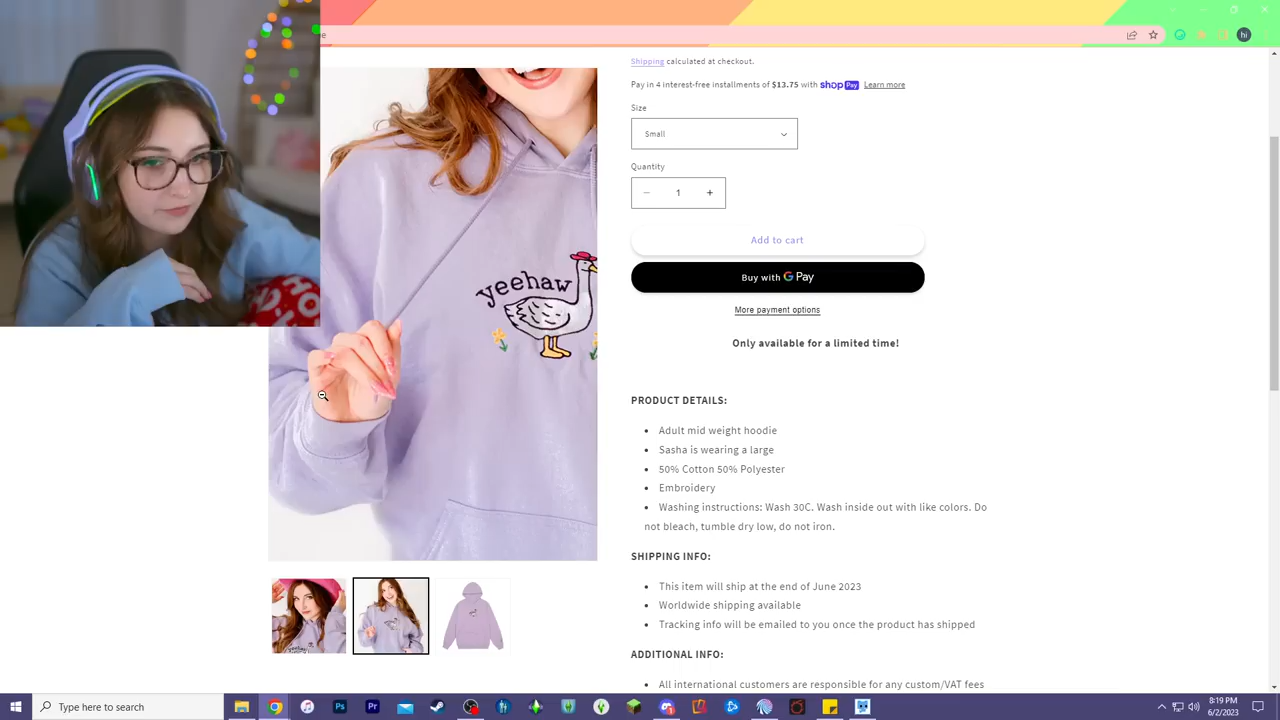 e
hi
Shipping calculated at checkout.
Pay in 4 interest-free installments of $13.75 with shop Pay Learn more
Size
Small
Quantity
1
Add to cart
Buy with G Pay
More payment options
Only available for a limited time!
yeehaw
PRODUCT DETAILS:
• Adult mid weight hoodie
• Sasha is wearing a large
• 50% Cotton 50% Polyester
• Embroidery
• Washing instructions: Wash 30C. Wash inside out with like colors. Do
not bleach, tumble dry low, do not iron.
SHIPPING INFO:
• This item will ship at the end of June 2023
• Worldwide shipping available
• Tracking info will be emailed to you once the product has shipped
ADDITIONAL INFO:
• All international customers are responsible for any custom/VAT fees
Type here to search
Ps
Pr
8:19 PM
6/2/2023